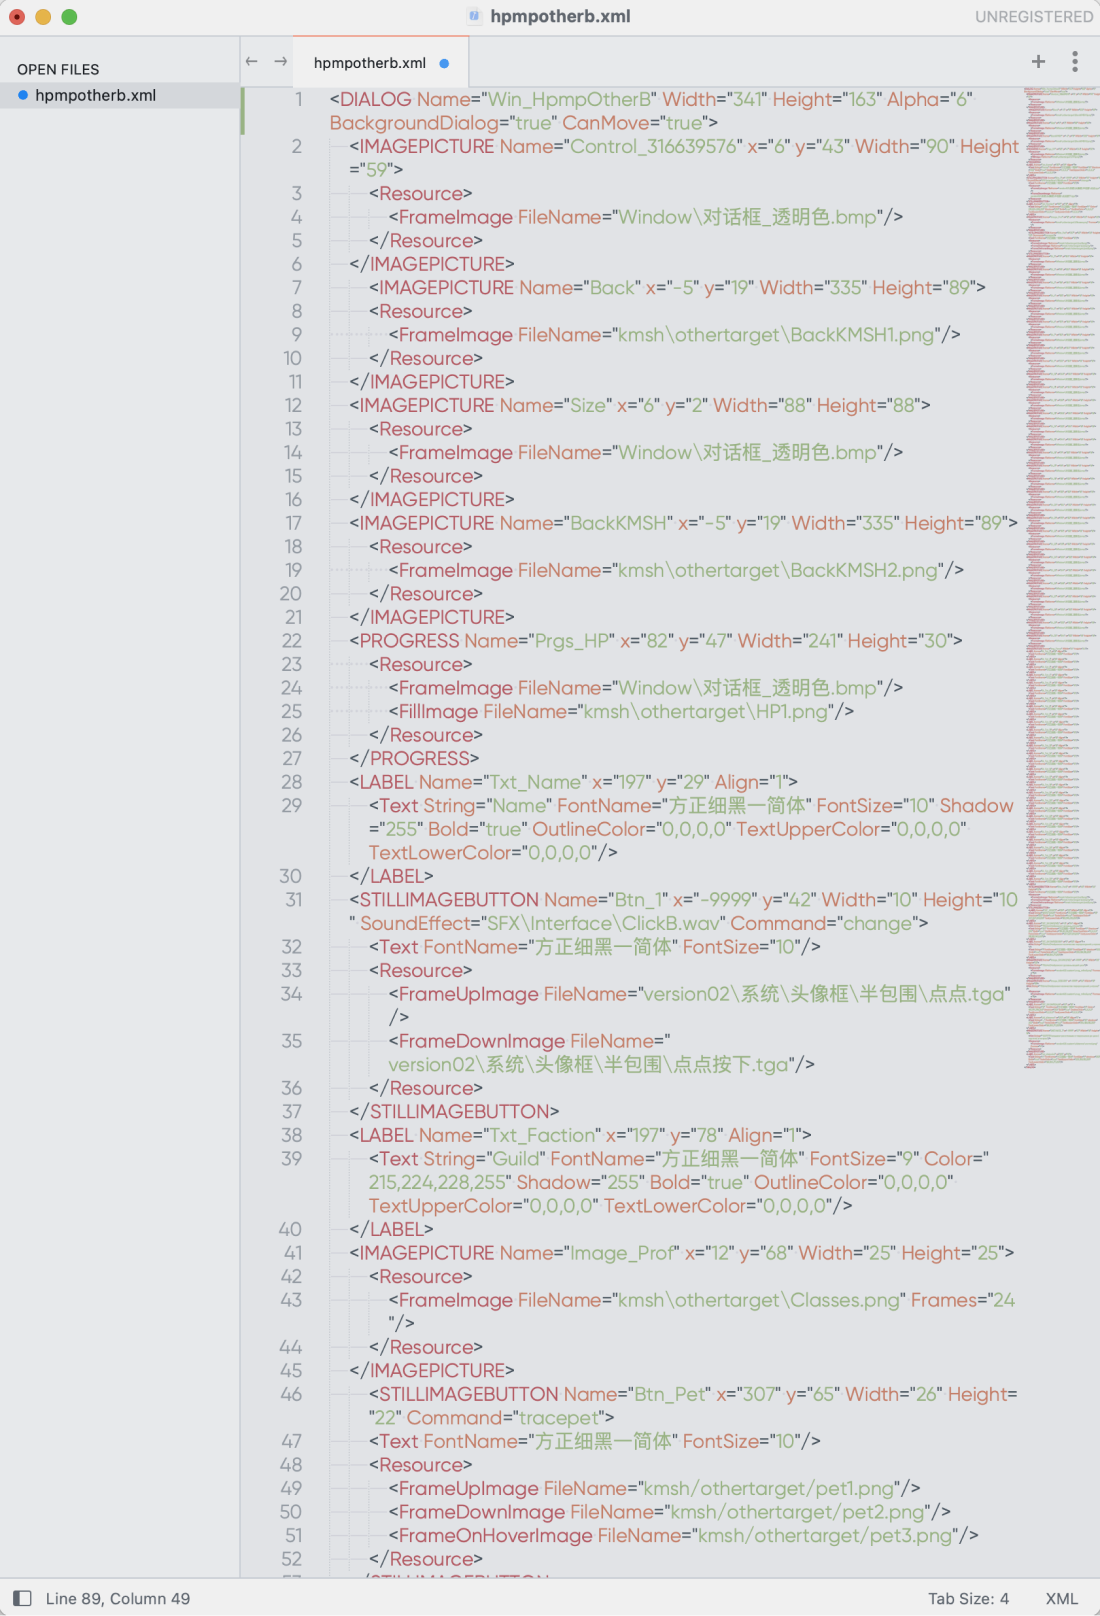 hpmpotherb.xml
UNREGISTERED
OPEN FILES
hpmpotherb.xml
hpmpotherb.xml
1 <DIALOG Name="Win_HpmpOtherB" Width="341" Height="163" Alpha="6"
BackgroundDialog="true" CanMove="true">
2 <IMAGEPICTURE Name="Control_316639576" x="6" y="43" Width="90" Height
="59">
3 <Resource>
4 <FrameImage FileName="Window\对话框_透明色.bmp"/>
5 </Resource>
6 </IMAGEPICTURE>
7 <IMAGEPICTURE Name="Back" x="-5" y="19" Width="335" Height="89">
8 <Resource>
9 <FrameImage FileName="kmsh\othertarget\BackKMSH1.png"/>
10 </Resource>
11 </IMAGEPICTURE>
12 <IMAGEPICTURE Name="Size" x="6" y="2" Width="88" Height="88">
13 <Resource>
14 <FrameImage FileName="Window\对话框_透明色.bmp"/>
15 </Resource>
16 </IMAGEPICTURE>
17 <IMAGEPICTURE Name="BackKMSH" x="-5" y="19" Width="335" Height="89">
18 <Resource>
19 <FrameImage FileName="kmsh\othertarget\BackKMSH2.png"/>
20 </Resource>
21 </IMAGEPICTURE>
22 <PROGRESS Name="Prgs_HP" x="82" y="47" Width="241" Height="30">
23 <Resource>
24 <FrameImage FileName="Window\对话框_透明色.bmp"/>
25 <FillImage FileName="kmsh\othertarget\HP1.png"/>
26 </Resource>
27 </PROGRESS>
28 <LABEL Name="Txt_Name" x="197" y="29" Align="1">
29 <Text String="Name" FontName="方正细黑一简体" FontSize="10" Shadow
="255" Bold="true" OutlineColor="0,0,0,0" TextUpperColor="0,0,0,0"
TextLowerColor="0,0,0,0"/>
30 </LABEL>
31 <STILLIMAGEBUTTON Name="Btn_1" x="-9999" y="42" Width="10" Height="10
" SoundEffect="SFX\Interface\ClickB.wav" Command="change">
32 <Text FontName="方正细黑一简体" FontSize="10"/>
33 <Resource>
34 <FrameUpImage FileName="version02\系统\头像框\半包围\点点.tga"
/>
35 <FrameDownImage FileName="
version02\系统\头像框\半包围\点点按下.tga"/>
36 </Resource>
37 </STILLIMAGEBUTTON>
38 <LABEL Name="Txt_Faction" x="197" y="78" Align="1">
39 <Text String="Guild" FontName="方正细黑一简体" FontSize="9" Color="
215,224,228,255" Shadow="255" Bold="true" OutlineColor="0,0,0,0"
TextUpperColor="0,0,0,0" TextLowerColor="0,0,0,0"/>
40 </LABEL>
41 <IMAGEPICTURE Name="Image_Prof" x="12" y="68" Width="25" Height="25">
42 <Resource>
43 <FrameImage FileName="kmsh\othertarget\Classes.png" Frames="24
"/>
44 </Resource>
45 </IMAGEPICTURE>
46 <STILLIMAGEBUTTON Name="Btn_Pet" x="307" y="65" Width="26" Height=
"22" Command="tracepet">
47 <Text FontName="方正细黑一简体" FontSize="10"/>
48 <Resource>
49 <FrameUpImage FileName="kmsh/othertarget/pet1.png"/>
50 <FrameDownImage FileName="kmsh/othertarget/pet2.png"/>
51 <FrameOnHoverImage FileName="kmsh/othertarget/pet3.png"/>
52 </Resource>
Line 89, Column 49
Tab Size: 4
XML